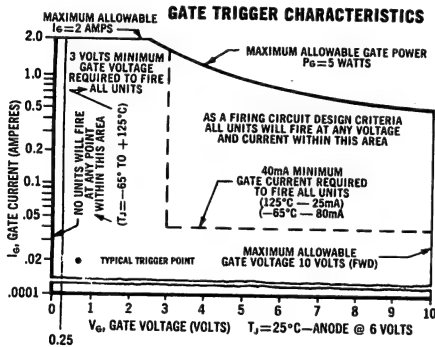 GATE TRIGGER CHARACTERISTICS
MAXIMUM ALLOWABLE
IG=2 AMPS
2.0
1.0
0.5
0.2
0.1
.05
.02
.0001
IG, GATE CURRENT (AMPERES)
3 VOLTS MINIMUM
GATE VOLTAGE
REQUIRED TO FIRE
ALL UNITS
MAXIMUM ALLOWABLE GATE POWER
PG=5 WATTS
NO UNITS WILL FIRE
AT ANY POINT
WITHIN THIS AREA
(TJ=−65° TO +125°C)
AS A FIRING CIRCUIT DESIGN CRITERIA
ALL UNITS WILL FIRE AT ANY VOLTAGE
AND CURRENT WITHIN THIS AREA
40mA MINIMUM
GATE CURRENT REQUIRED
TO FIRE ALL UNITS
(125°C — 25mA)
(−65°C — 80mA
MAXIMUM ALLOWABLE
GATE VOLTAGE 10 VOLTS (FWD)
TYPICAL TRIGGER POINT
0 1 2 3 4 5 6 7 8 9 10
0.25
VG, GATE VOLTAGE (VOLTS) TJ=25°C—ANODE @ 6 VOLTS